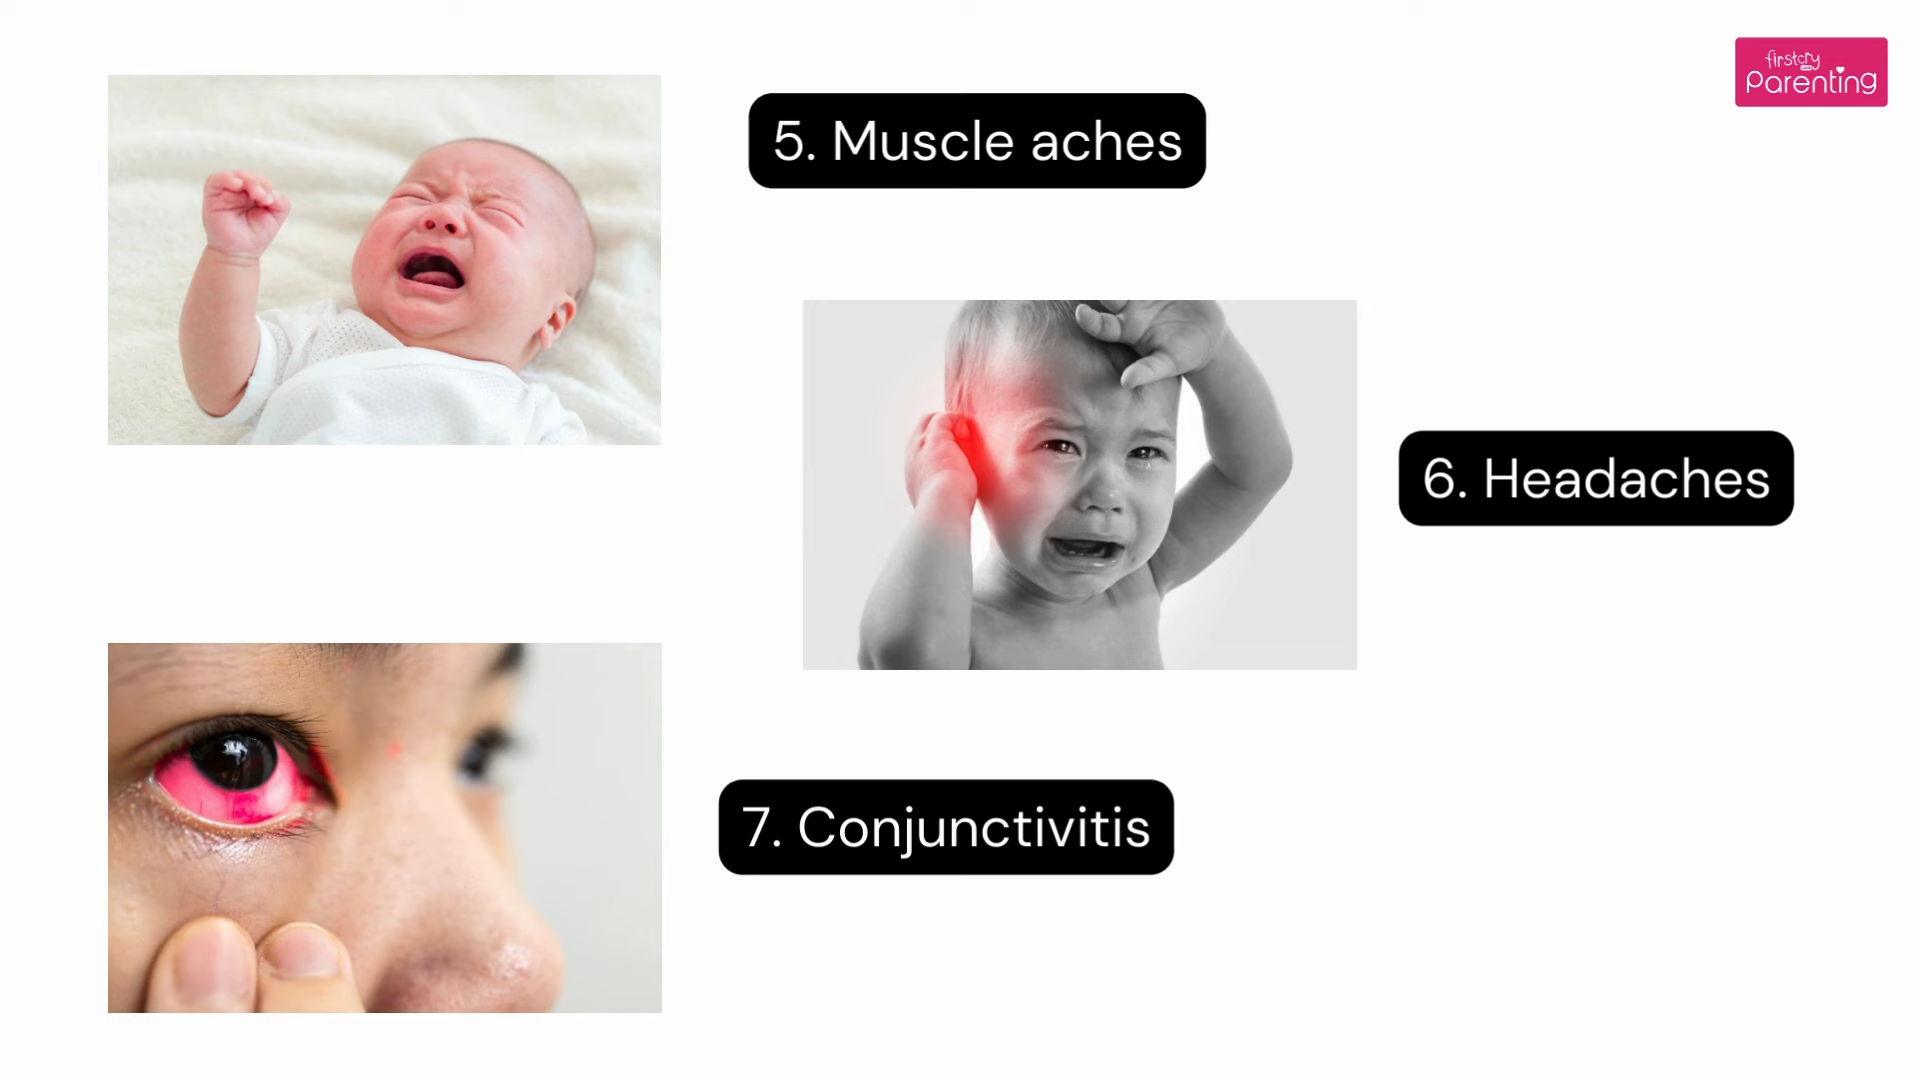 firstcry
Parenting
5. Muscle aches
6. Headaches
7. Conjunctivitis